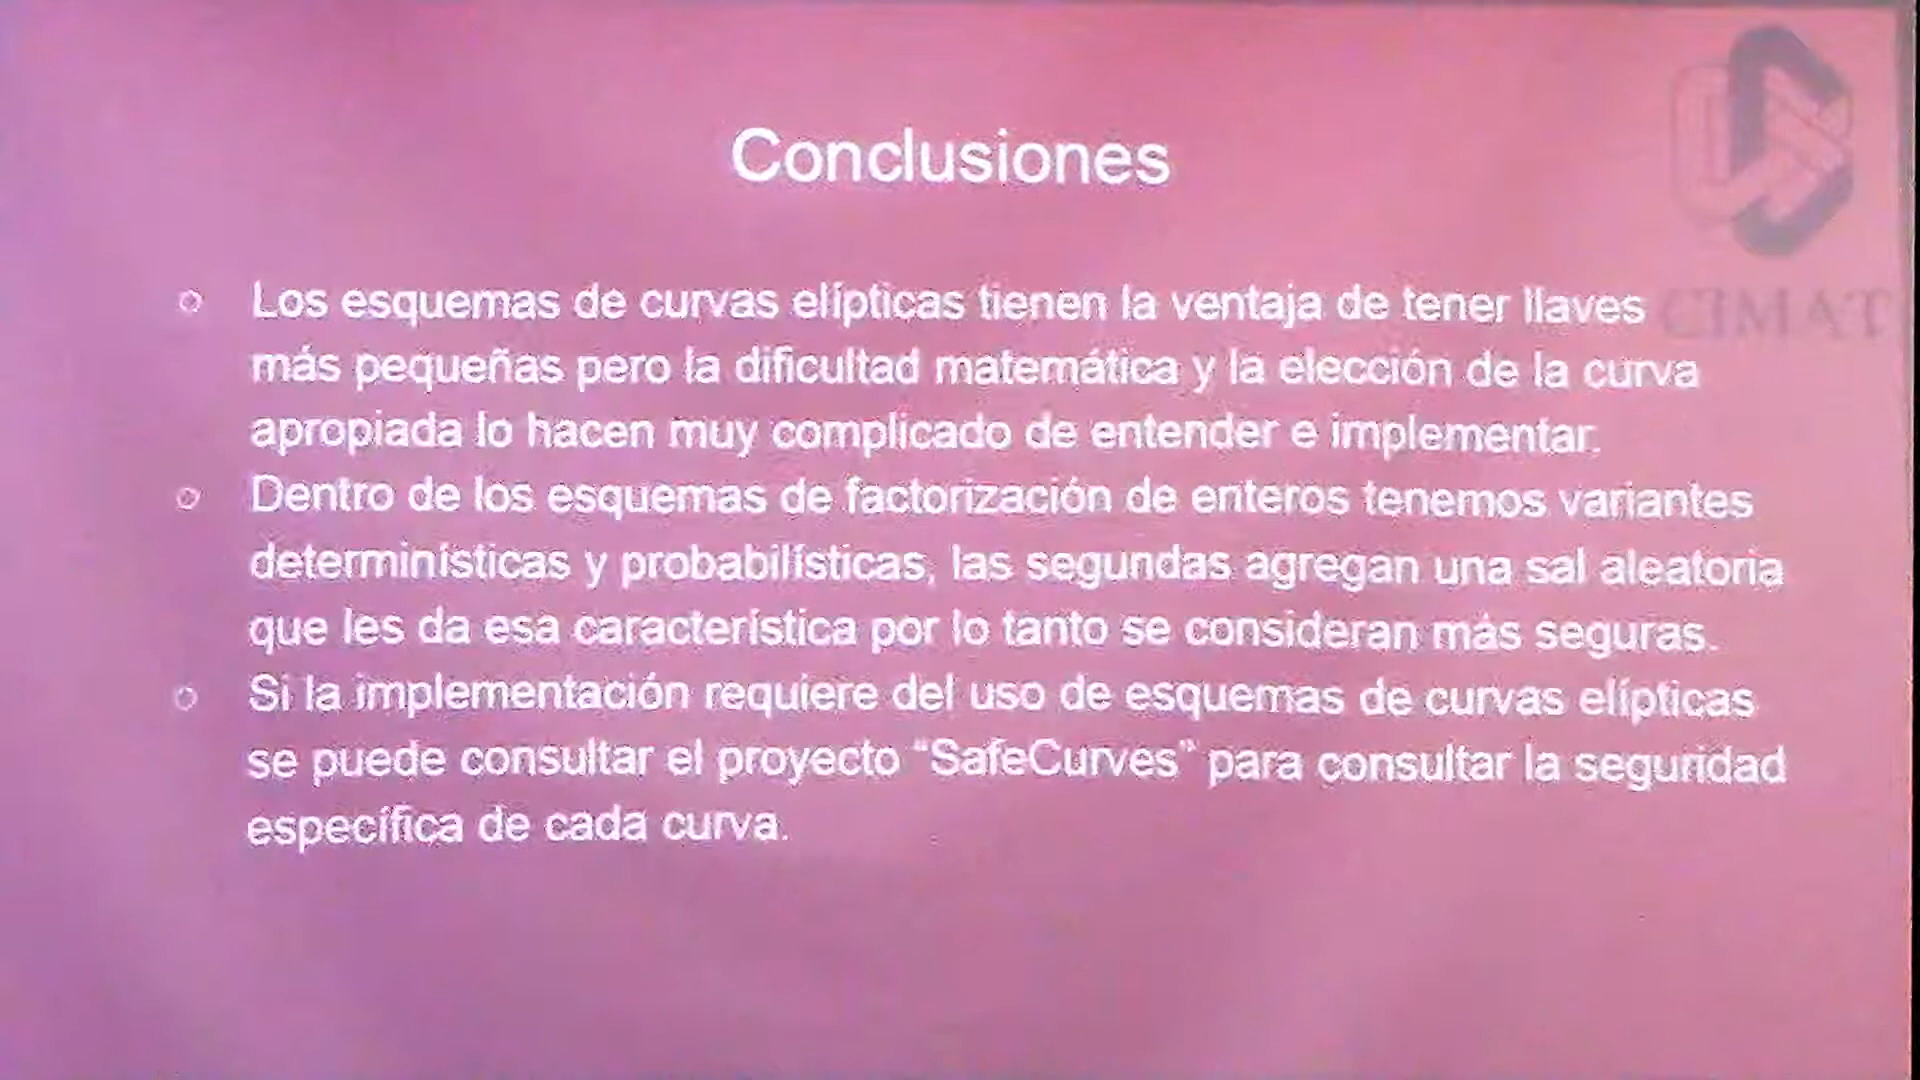 Conclusiones
CIMAT
Los esquemas de curvas elípticas tienen la ventaja de tener llaves
más pequeñas pero la dificultad matemática y la elección de la curva
apropiada lo hacen muy complicado de entender e implementar.
Dentro de los esquemas de factorización de enteros tenemos variantes
determinísticas y probabilísticas, las segundas agregan una sal aleatoria
que les da esa característica por lo tanto se consideran más seguras.
Si la implementación requiere del uso de esquemas de curvas elípticas
se puede consultar el proyecto “SafeCurves” para consultar la seguridad
específica de cada curva.